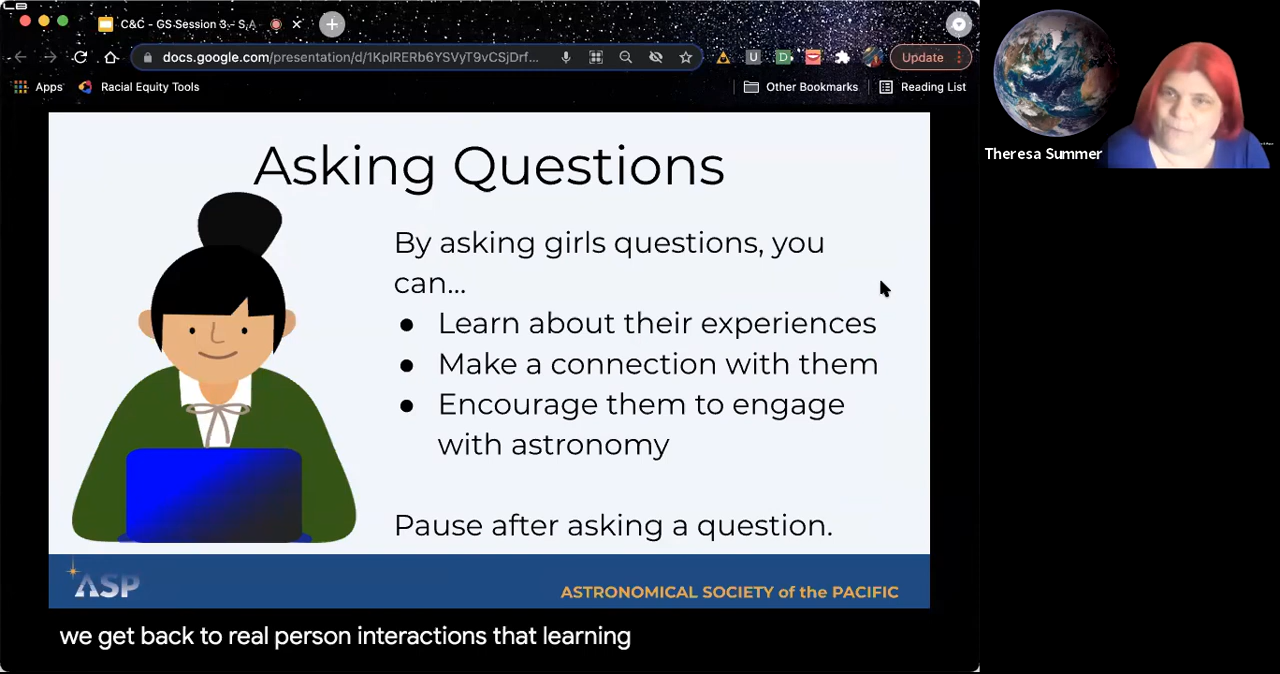 C&C - GS Session 3 - S,A
docs.google.com/presentation/d/1KpIRERb6YSVyT9vCSjDrf...
Update
Apps
Racial Equity Tools
Other Bookmarks
Reading List
Theresa Summer
Asking Questions
By asking girls questions, you
can...
● Learn about their experiences
● Make a connection with them
● Encourage them to engage
with astronomy
Pause after asking a question.
ASP
ASTRONOMICAL SOCIETY of the PACIFIC
we get back to real person interactions that learning